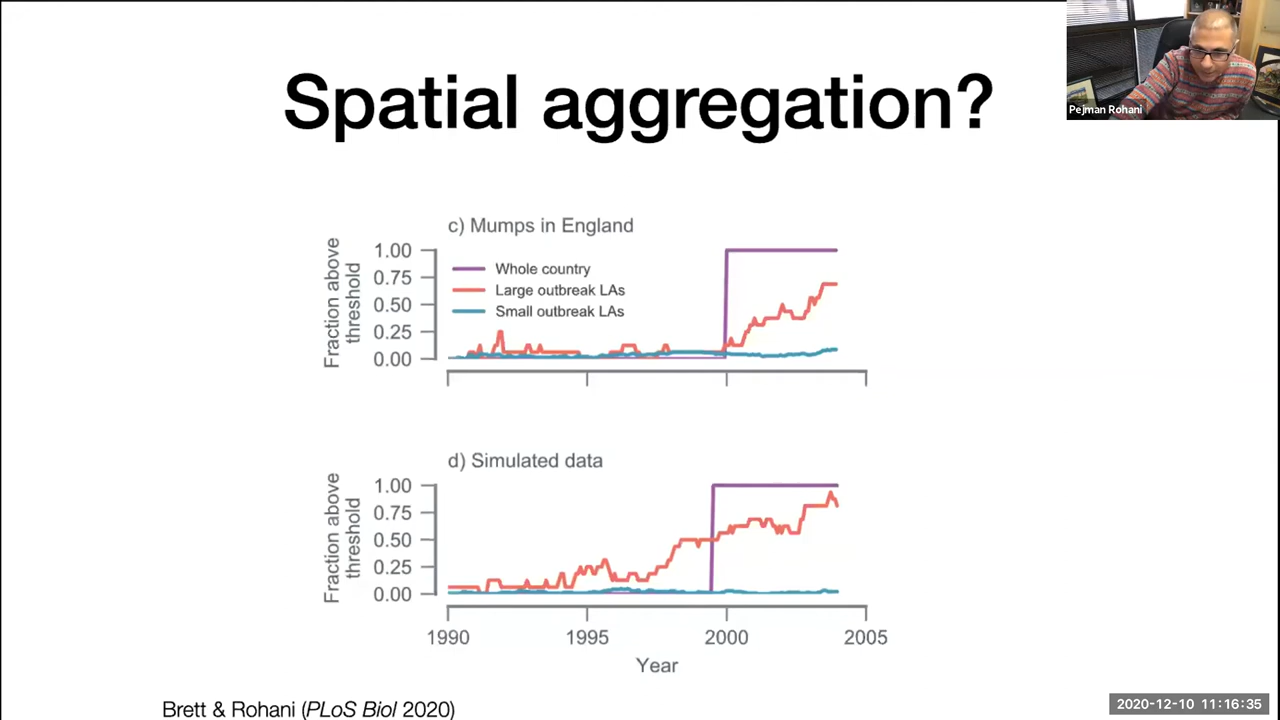 Spatial aggregation?
Pejman Rohani
c) Mumps in England
Fraction above
threshold
1.00
0.75
0.50
0.25
0.00
Whole country
Large outbreak LAs
Small outbreak LAs
d) Simulated data
Fraction above
threshold
1.00
0.75
0.50
0.25
0.00
1990 1995 2000 2005
Year
Brett & Rohani (PLoS Biol 2020)
2020-12-10 11:16:35